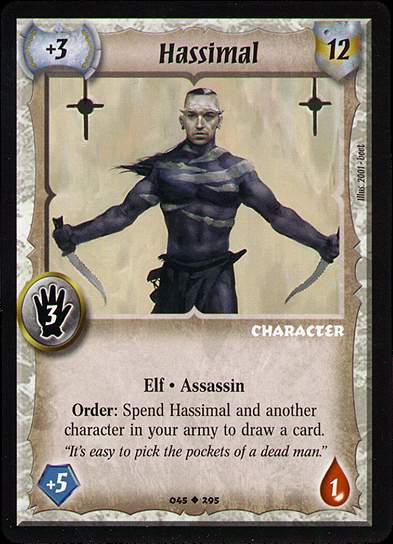 +3
Hassimal
12
Illus. 2001 - bont
3
CHARACTER
Elf • Assassin
Order: Spend Hassimal and another
character in your army to draw a card.
“It’s easy to pick the pockets of a dead man.”
+5
045 ◆ 295
1